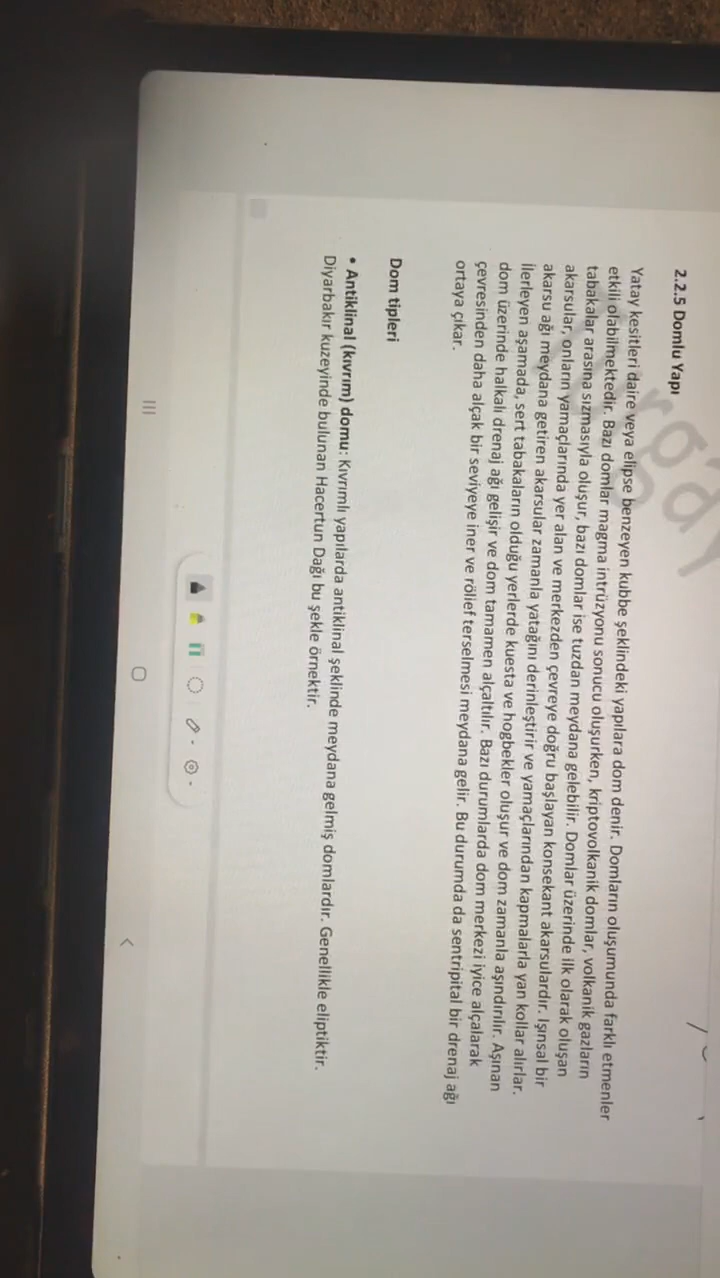 2.2.5 Domlu Yapı
Yatay kesitleri daire veya elipse benzeyen kubbe şeklindeki yapılara dom denir. Domların oluşumunda farklı etmenler
etkili olabilmektedir. Bazı domlar magma intrüzyonu sonucu oluşurken, kriptovolkanik domlar, volkanik gazların
tabakalar arasına sızmasıyla oluşur, bazı domlar ise tuzdan meydana gelebilir. Domlar üzerinde ilk olarak oluşan
akarsular, onların yamaçlarında yer alan ve merkezden çevreye doğru başlayan konsekant akarsulardır. Işınsal bir
akarsu ağı meydana getiren akarsular zamanla yatağını derinleştirir ve yamaçlarından kapmalarla yan kollar alırlar.
İlerleyen aşamada, sert tabakaların olduğu yerlerde kuesta ve hogbekler oluşur ve dom zamanla aşındırılır. Aşınan
dom üzerinde halkalı drenaj ağı gelişir ve dom tamamen alçaltılır. Bazı durumlarda dom merkezi iyice alçalarak
çevresinden daha alçak bir seviyeye iner ve rölief terselmesi meydana gelir. Bu durumda da sentripital bir drenaj ağı
ortaya çıkar.
Dom tipleri
• Antiklinal (kıvrım) domu: Kıvrımlı yapılarda antiklinal şeklinde meydana gelmiş domlardır. Genellikle eliptiktir.
Diyarbakır kuzeyinde bulunan Hacertun Dağı bu şekle örnektir.